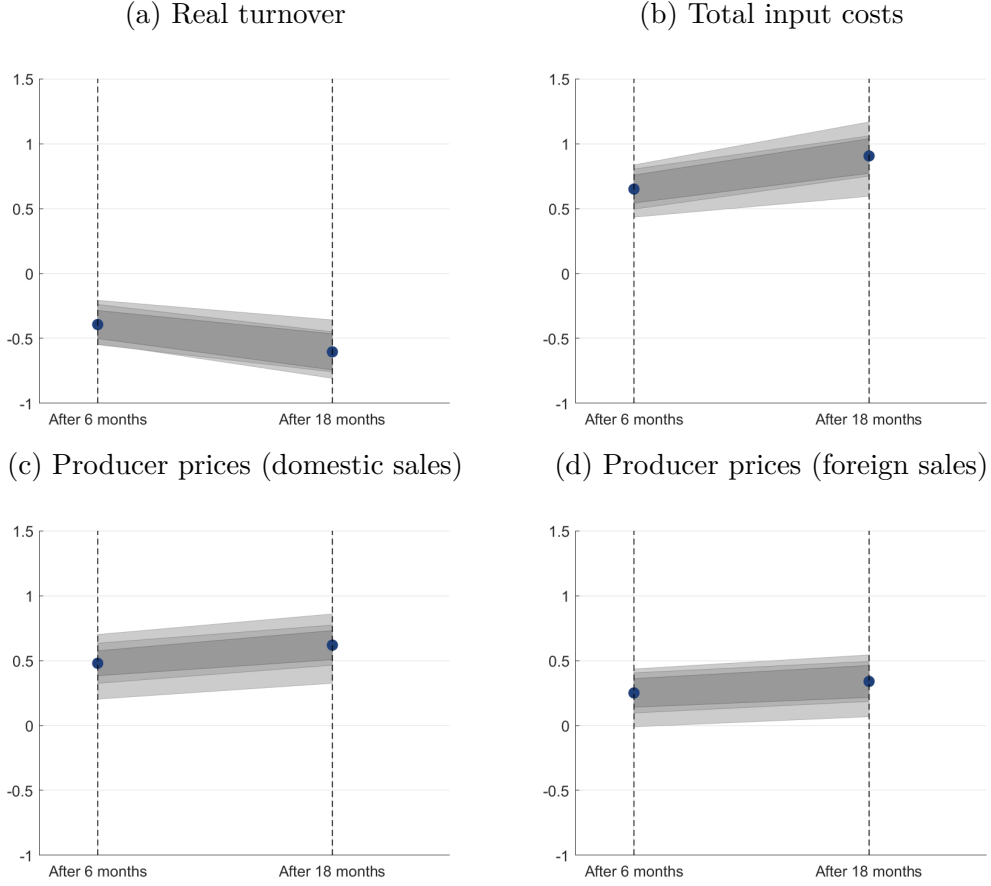 (a) Real turnover
(b) Total input costs
1.5
1
0.5
0
-0.5
-1
After 6 months
After 18 months
1.5
1
0.5
0
-0.5
-1
After 6 months
After 18 months
(c) Producer prices (domestic sales)
(d) Producer prices (foreign sales)
1.5
1
0.5
0
-0.5
-1
After 6 months
After 18 months
1.5
1
0.5
0
-0.5
-1
After 6 months
After 18 months